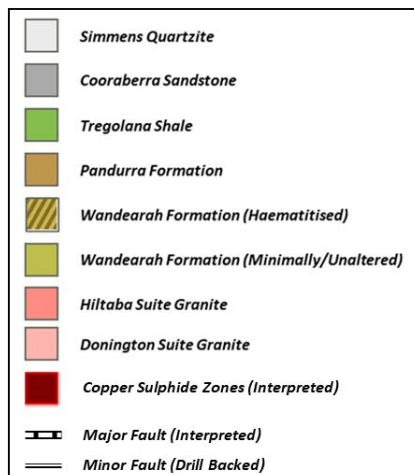 Simmens Quartzite
Cooraberra Sandstone
Tregolana Shale
Pandurra Formation
Wandearah Formation (Haematitised)
Wandearah Formation (Minimally/Unaltered)
Hiltaba Suite Granite
Donington Suite Granite
Copper Sulphide Zones (Interpreted)
Major Fault (Interpreted)
Minor Fault (Drill Backed)